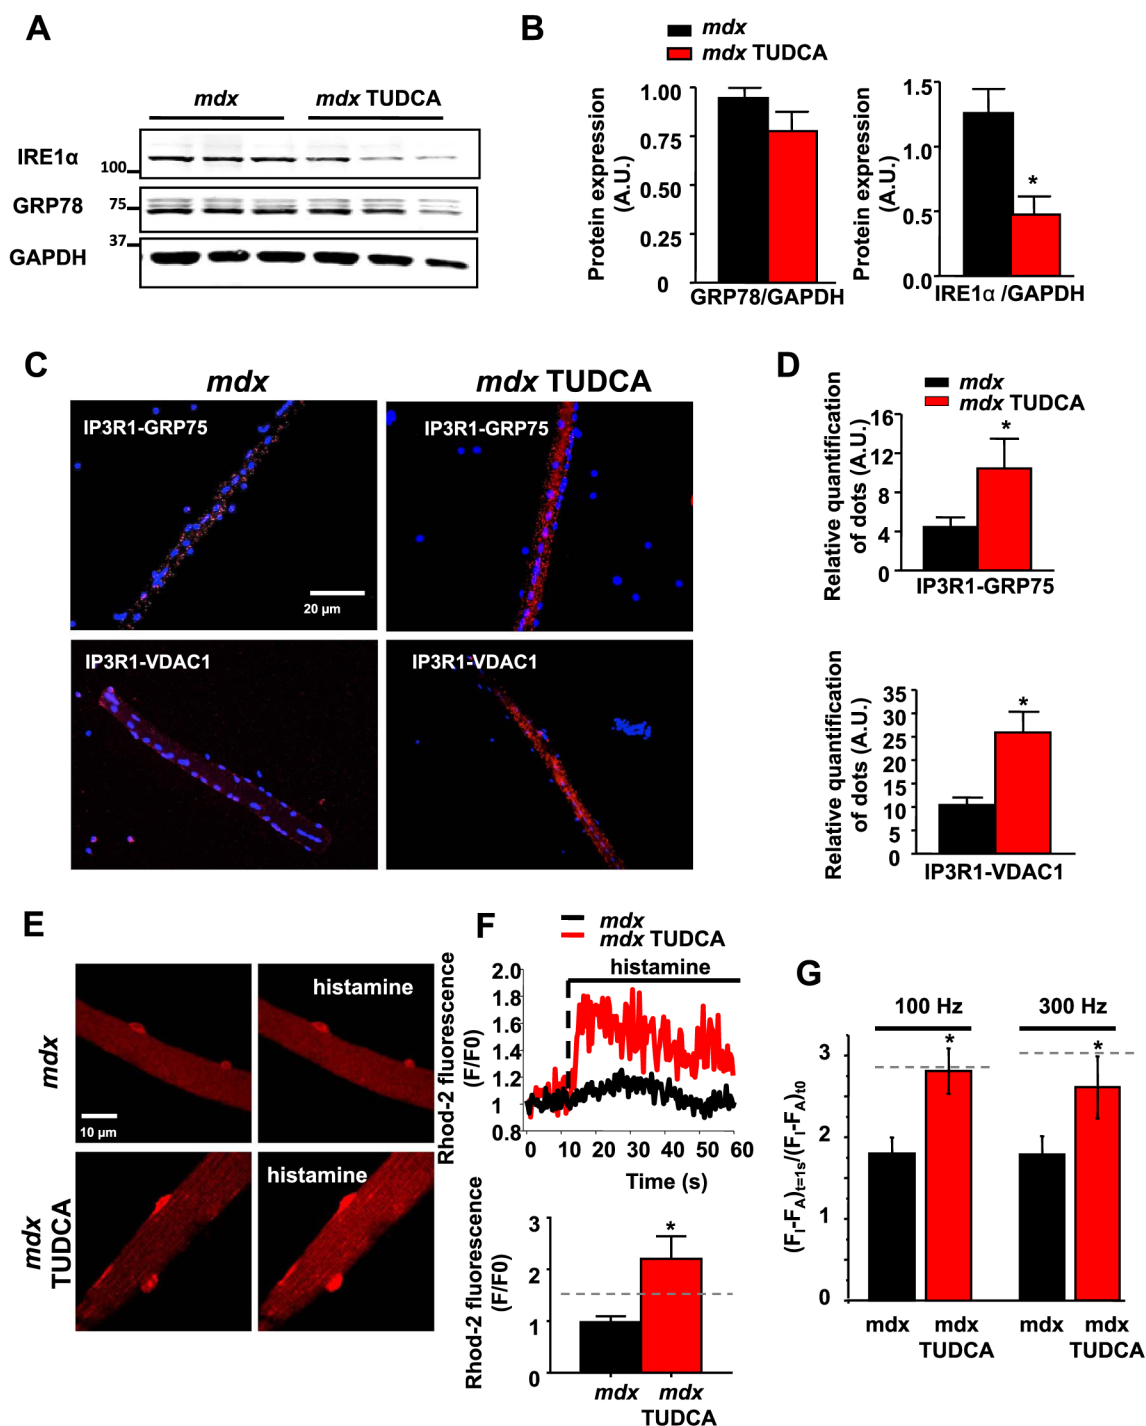 A
mdx
mdx TUDCA
IRE1α
100
GRP78
75
37
GAPDH
B
mdx
mdx TUDCA
Protein expression
(A.U.)
1.00
0.75
0.50
0.25
0
GRP78/GAPDH
Protein expression
(A.U.)
1.5
1.0
0.5
0.0
*
IRE1α /GAPDH
C
mdx
mdx TUDCA
IP3R1-GRP75
20 µm
IP3R1-GRP75
IP3R1-VDAC1
IP3R1-VDAC1
D
mdx
mdx TUDCA
Relative quantification
of dots (A.U.)
16
12
8
4
0
*
IP3R1-GRP75
Relative quantification
of dots (A.U.)
35
30
25
20
15
10
5
0
*
IP3R1-VDAC1
E
mdx
10 µm
histamine
mdx
TUDCA
histamine
F
mdx
mdx TUDCA
histamine
Rhod-2 fluorescence
(F/F0)
2.0
1.8
1.6
1.4
1.2
1
0.8
0 10 20 30 40 50 60
Time (s)
Rhod-2 fluorescence
(F/F0)
3
2
1
0
*
mdx mdx
TUDCA
G
100 Hz 300 Hz
(FI-FA)t=1s/(FI-FA)t0
3
2
1
0
* *
mdx mdx mdx mdx
TUDCA TUDCA